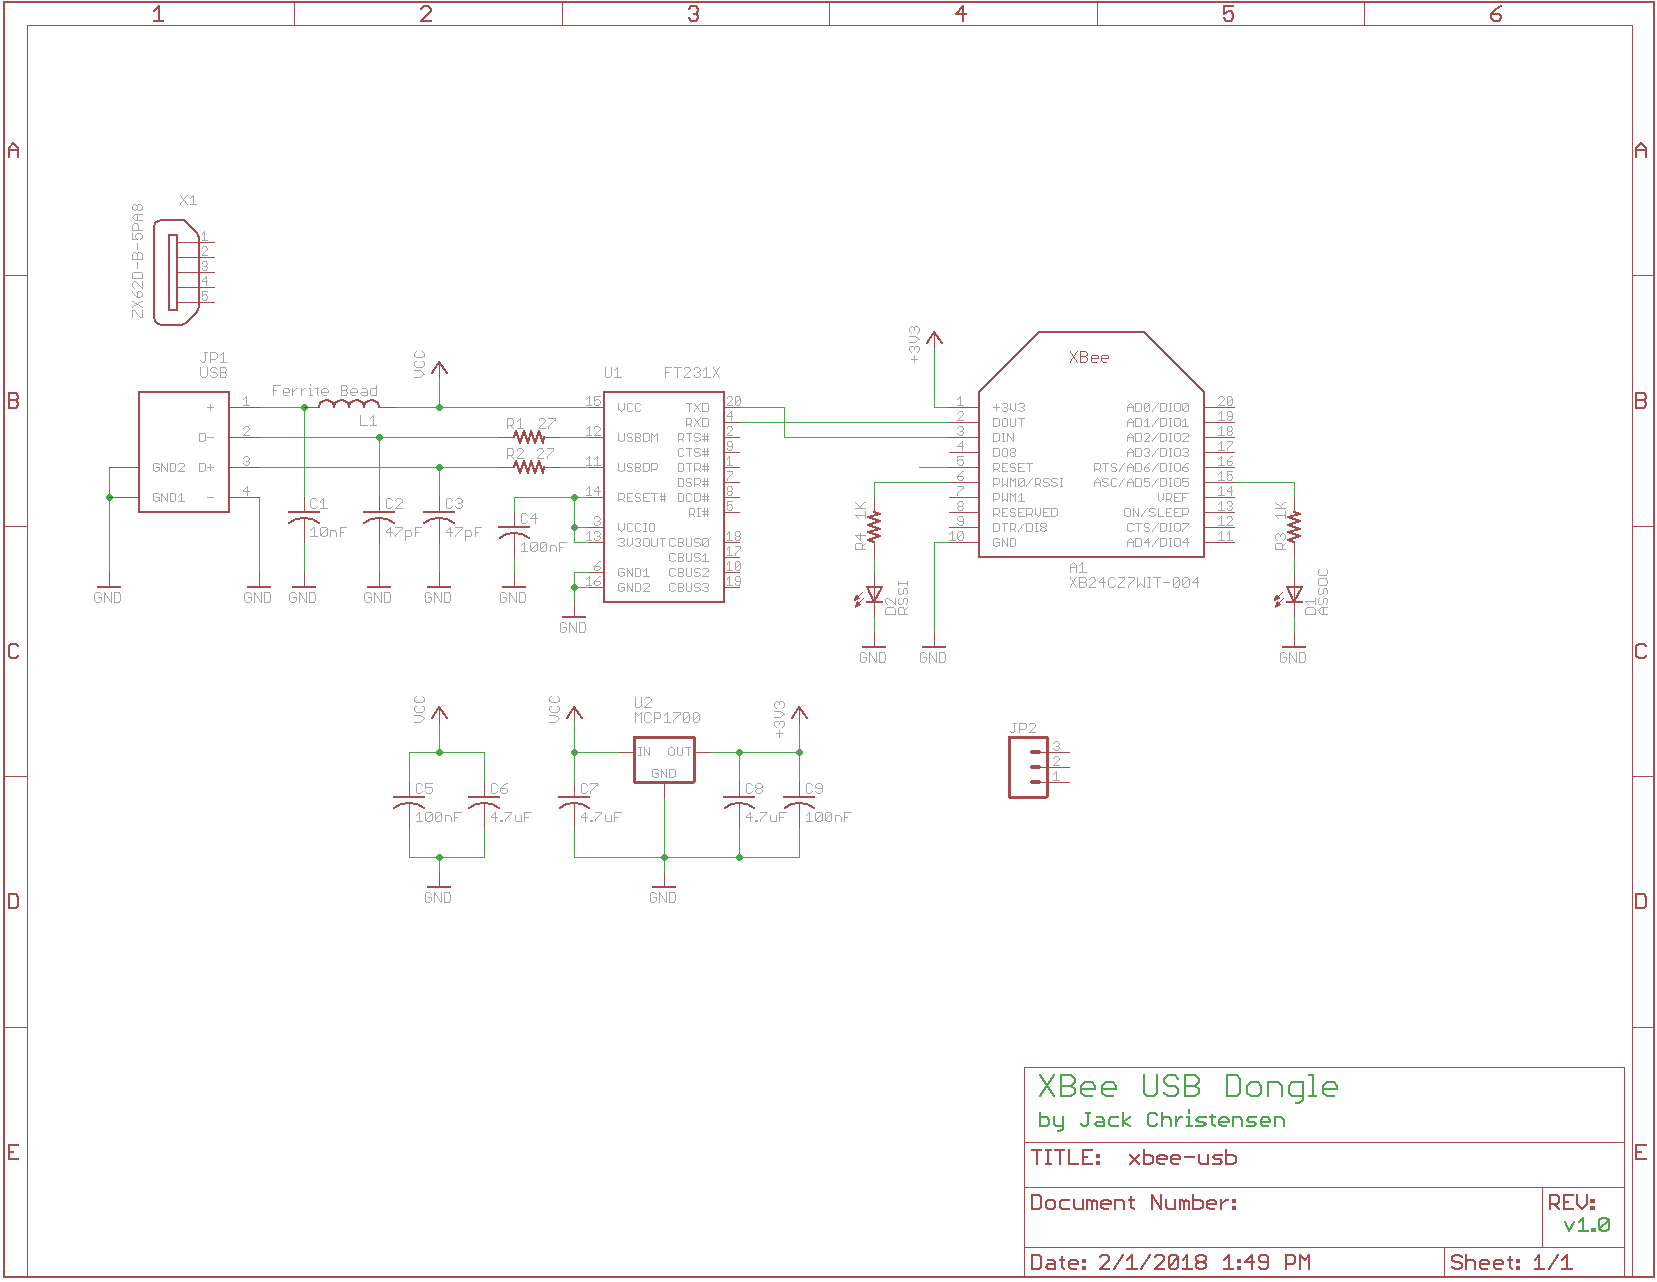 1 2 3 4 5 6
A A
B B
C C
D D
E E
X1
ZX62D-B-5PA8
1
2
3
4
5
JP1
USB
+ 1
D- 2
GND2 D+ 3
GND1 - 4
GND
GND
Ferrite Bead
L1
VCC
C1
10nF
GND
C2
47pF
GND
C3
47pF
GND
R1 27
R2 27
C4
100nF
GND
U1 FT231X
15 VCC TXD 20
RXD 4
12 USBDM RTS# 2
CTS# 9
11 USBDP DTR# 1
DSR# 7
14 RESET# DCD# 8
RI# 5
3 VCCIO
13 3V3OUT CBUS0 18
CBUS1 17
6 GND1 CBUS2 10
16 GND2 CBUS3 19
GND
+3V3
XBee
1 +3V3 AD0/DIO0 20
2 DOUT AD1/DIO1 19
3 DIN AD2/DIO2 18
4 DO8 AD3/DIO3 17
5 RESET RTS/AD6/DIO6 16
6 PWM0/RSSI ASC/AD5/DIO5 15
7 PWM1 VREF 14
8 RESERVED ON/SLEEP 13
9 DTR/DI8 CTS/DIO7 12
10 GND AD4/DIO4 11
A1
XB24CZ7WIT-004
R4 1K
D2
RSSI
GND
GND
R3 1K
D1
ASSOC
GND
VCC
C5
100nF
C6
4.7uF
GND
VCC
C7
4.7uF
U2
MCP1700
IN OUT
GND
+3V3
C8
4.7uF
C9
100nF
GND
JP2
3
2
1
XBee USB Dongle
by Jack Christensen
TITLE: xbee-usb
Document Number:
REV:
v1.0
Date: 2/1/2018 1:49 PM
Sheet: 1/1